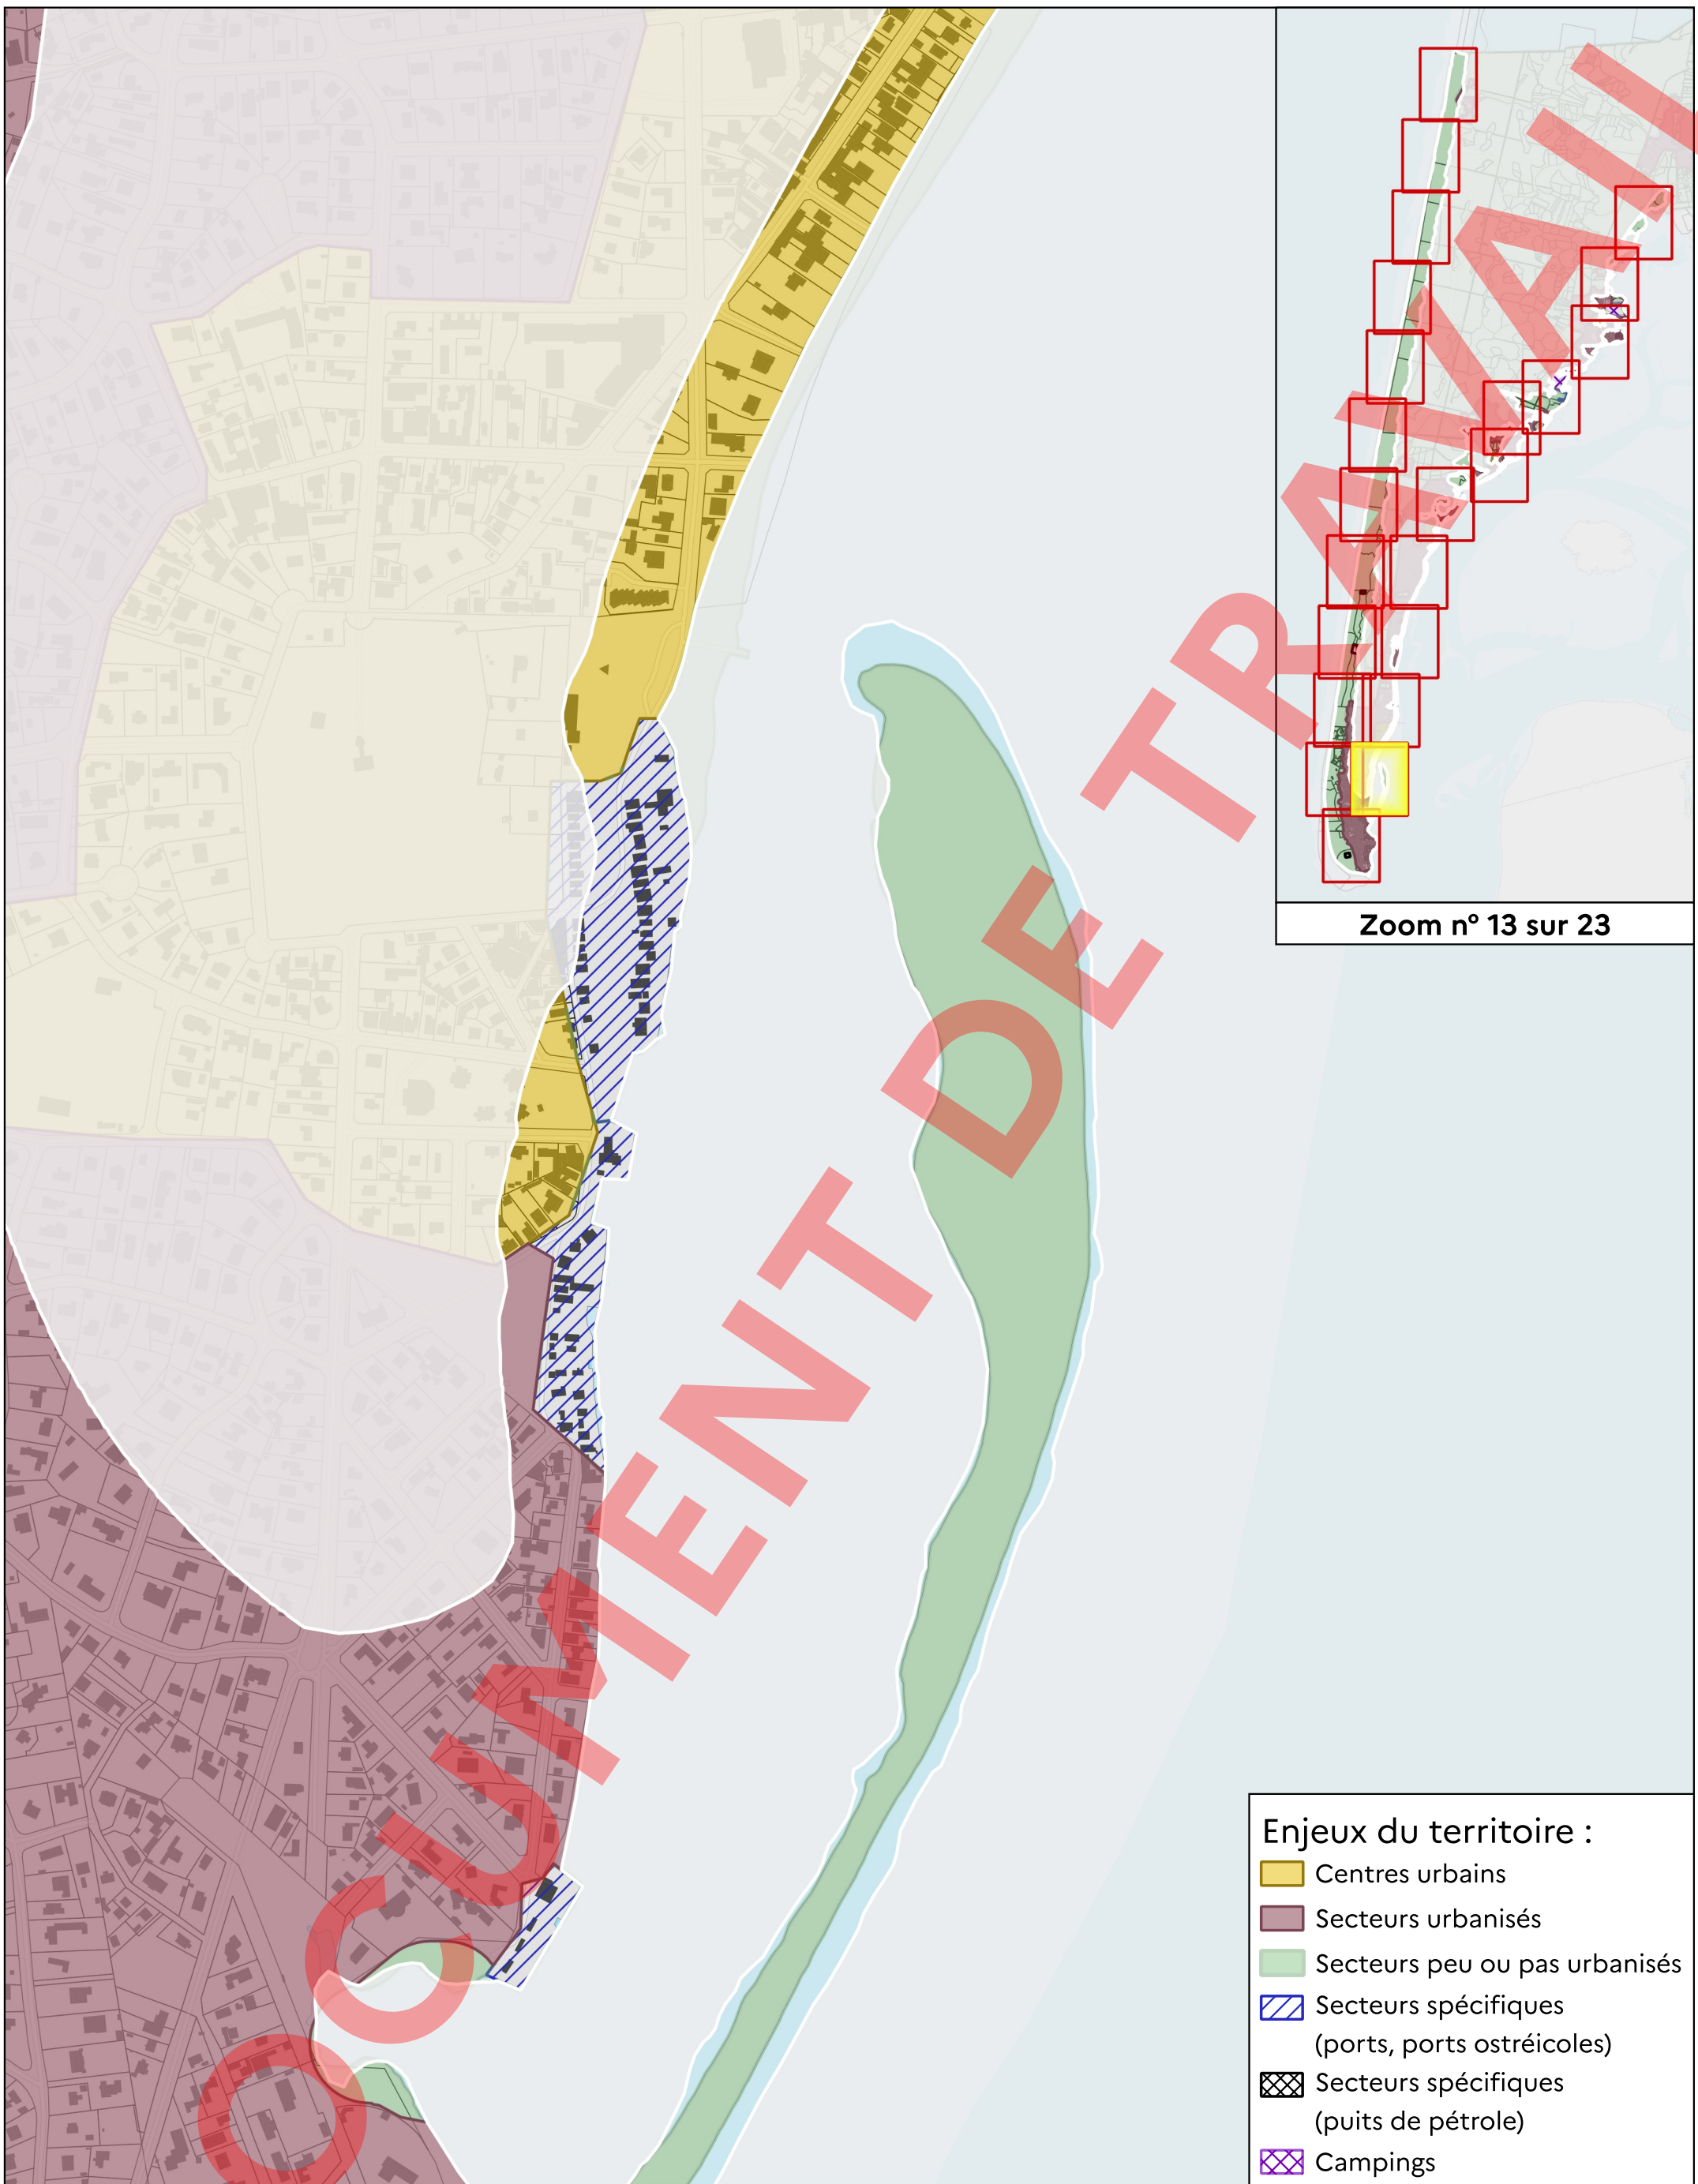 Zoom n° 13 sur 23
OCUMENT DE TRAVAIL
Enjeux du territoire :
Centres urbains
Secteurs urbanisés
Secteurs peu ou pas urbanisés
Secteurs spécifiques
(ports, ports ostréicoles)
Secteurs spécifiques
(puits de pétrole)
Campings